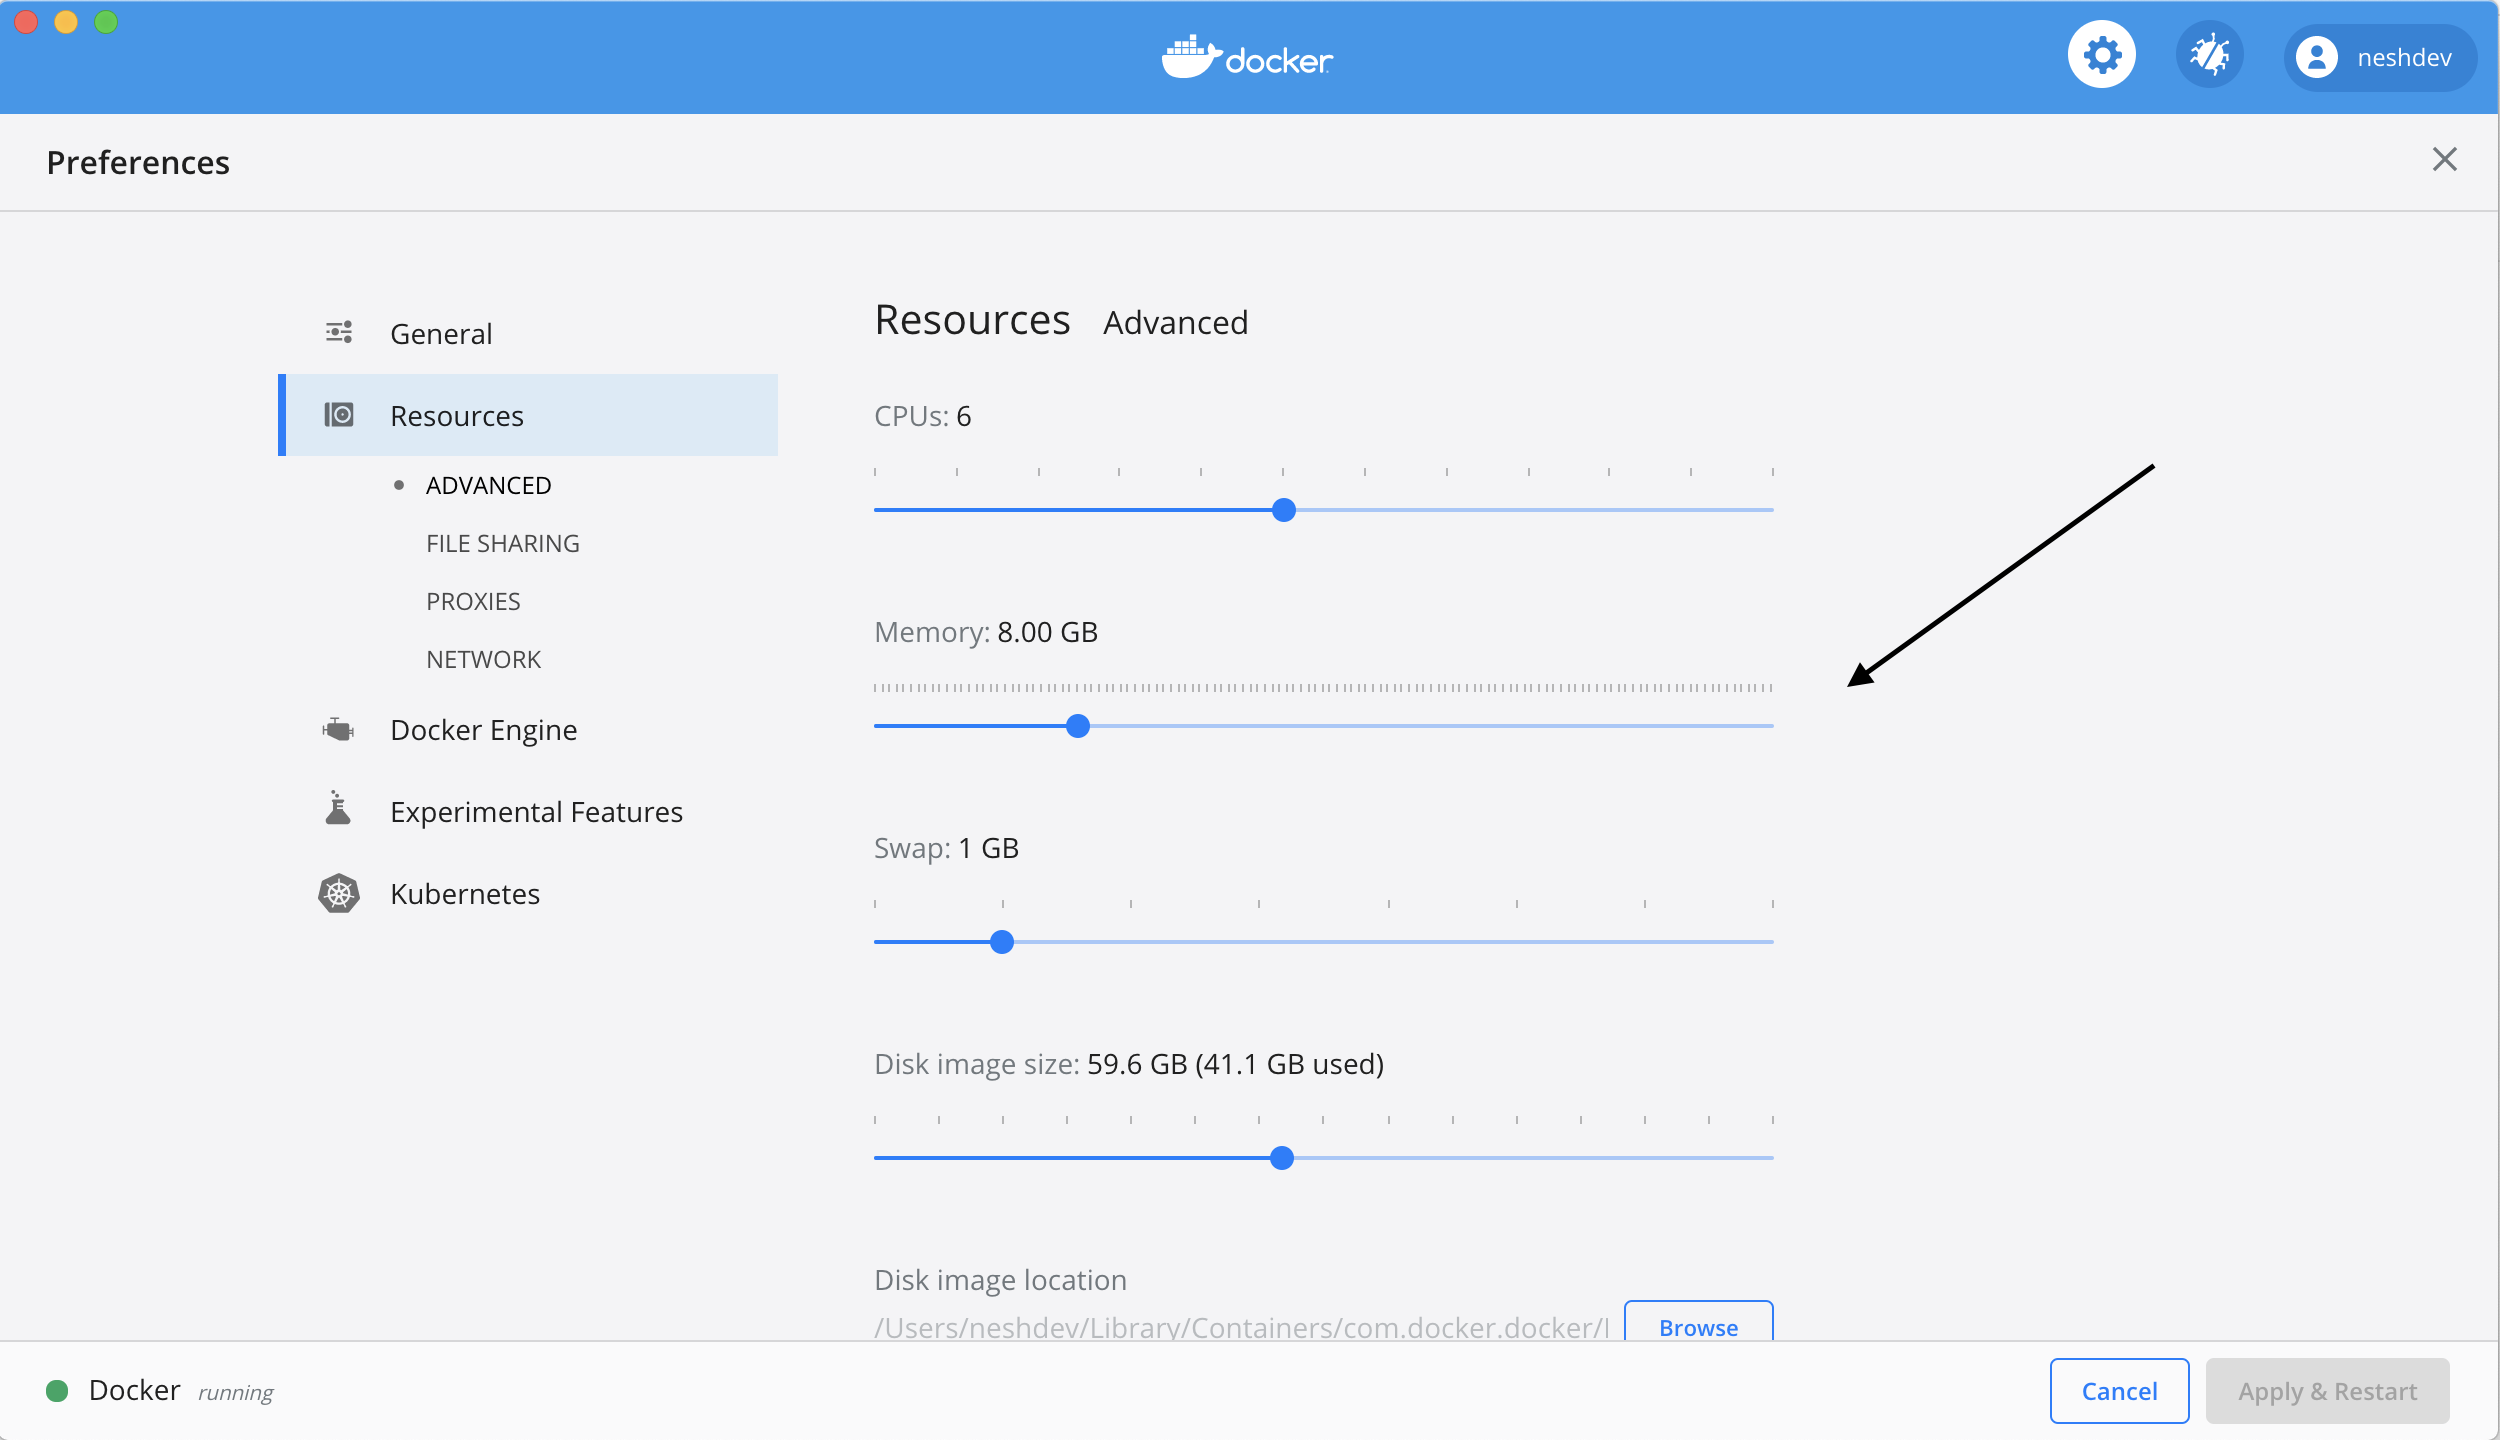 docker
neshdev
Preferences
General
Resources
ADVANCED
FILE SHARING
PROXIES
NETWORK
Docker Engine
Experimental Features
Kubernetes
Resources Advanced
CPUs: 6
Memory: 8.00 GB
Swap: 1 GB
Disk image size: 59.6 GB (41.1 GB used)
Disk image location
/Users/neshdev/Library/Containers/com.docker.docker/
Browse
Docker running
Cancel
Apply & Restart